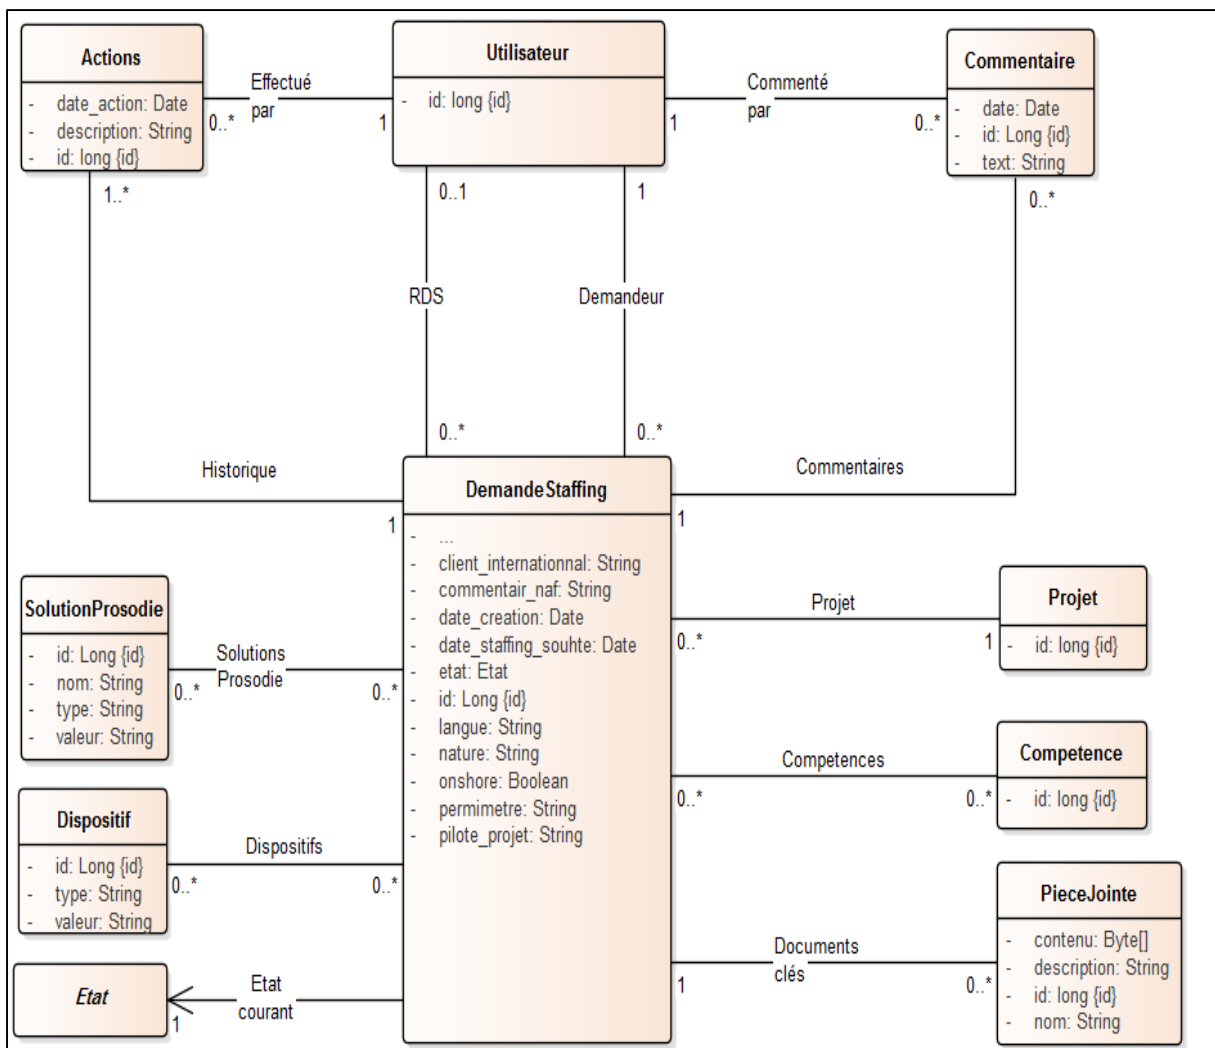 Actions
- date_action: Date
- description: String
- id: long {id}
Effectué
par
0..*
1
Utilisateur
- id: long {id}
Commenté
par
1
0..*
Commentaire
- date: Date
- id: Long {id}
- text: String
1..*
0..1
1
0..*
RDS
Demandeur
0..*
0..*
Historique
1
Commentaires
1
DemandeStaffing
- ...
- client_internationnal: String
- commentair_naf: String
- date_creation: Date
- date_staffing_souhte: Date
- etat: Etat
- id: Long {id}
- langue: String
- nature: String
- onshore: Boolean
- permimetre: String
- pilote_projet: String
SolutionProsodie
- id: Long {id}
- nom: String
- type: String
- valeur: String
Solutions
Prosodie
0..*
0..*
Projet
0..*
1
Projet
- id: long {id}
Competences
0..*
0..*
Competence
- id: long {id}
Dispositif
- id: Long {id}
- type: String
- valeur: String
Dispositifs
0..*
0..*
Documents
clés
1
0..*
PieceJointe
- contenu: Byte[]
- description: String
- id: long {id}
- nom: String
Etat
Etat
courant
1